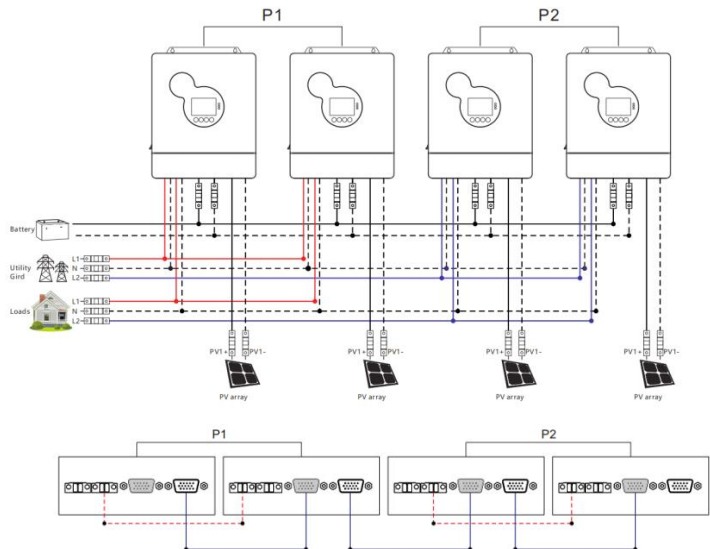 P1 P2
Battery
L1
Utility N
Gird L2
L1
Loads N
L2
PV1+ PV1- PV1+ PV1- PV1+ PV1- PV1+ PV1-
PV array PV array PV array PV array
P1 P2